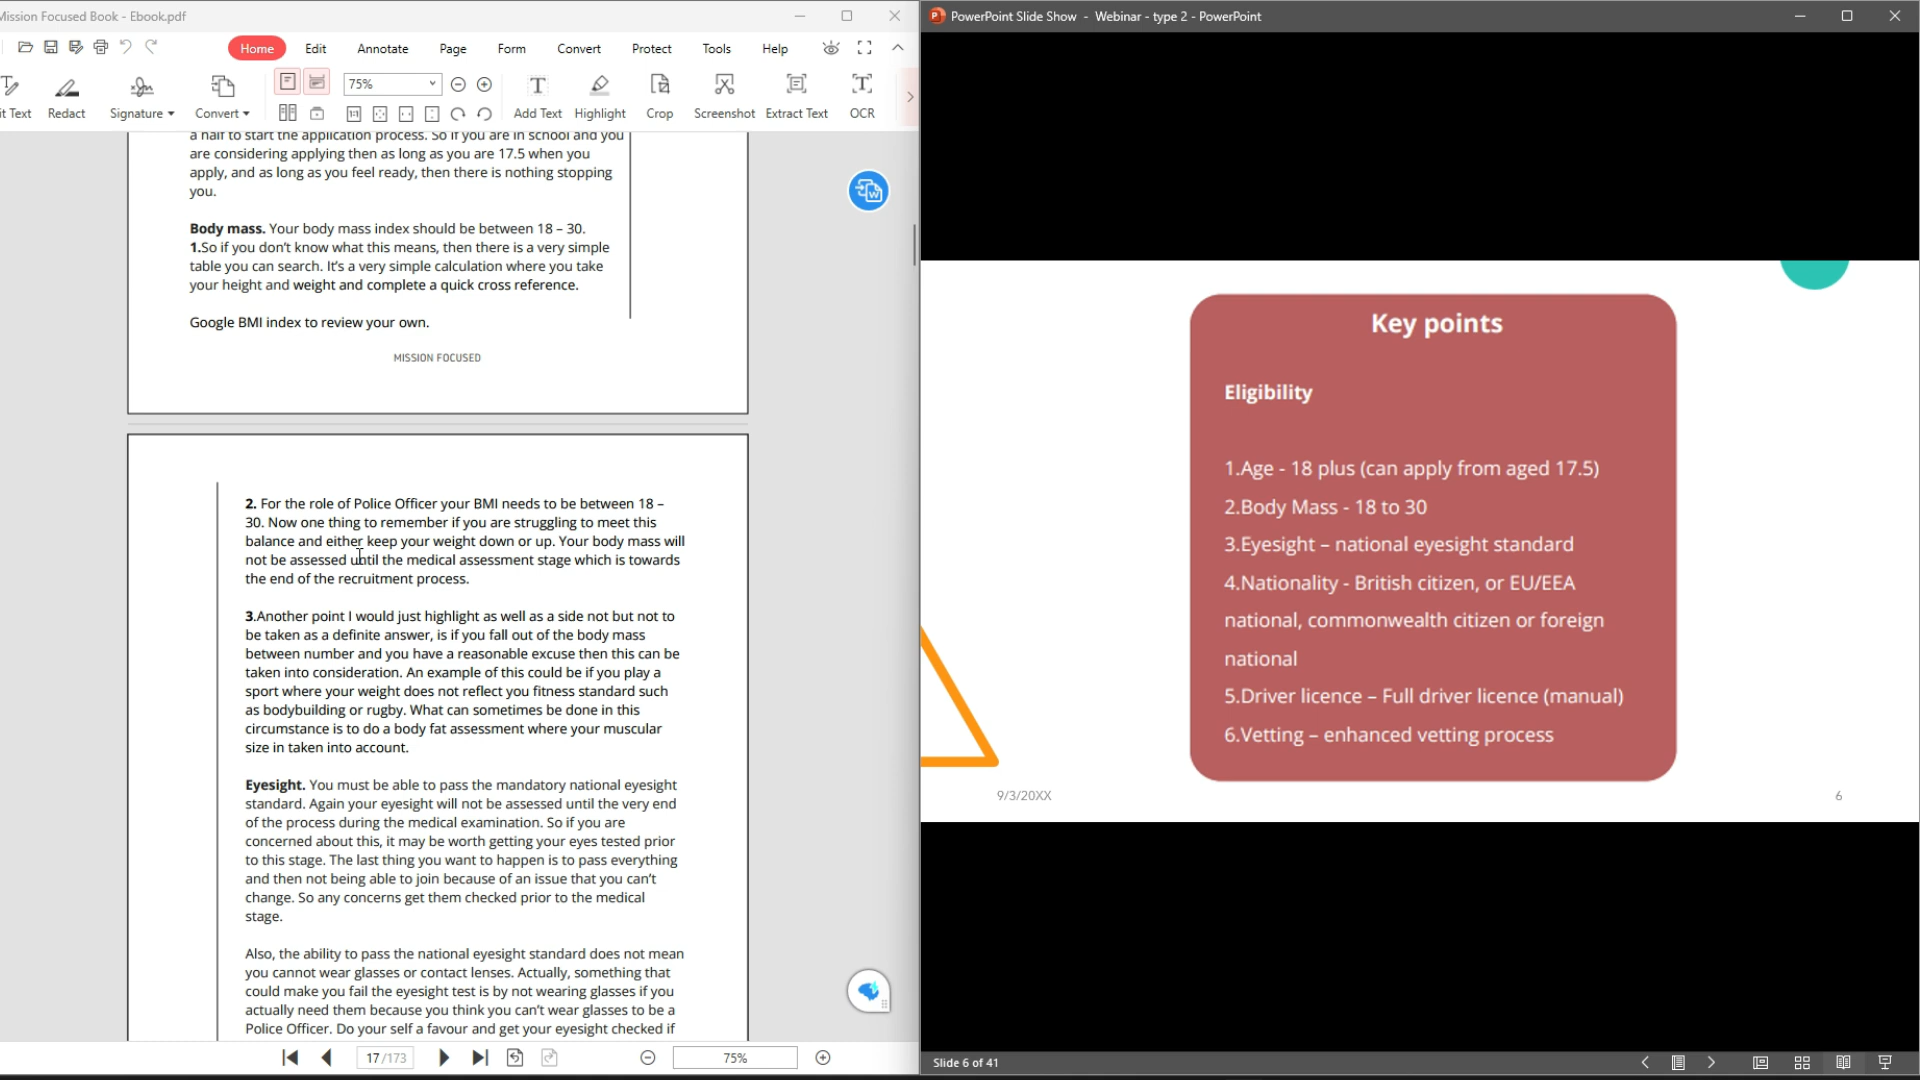 Mission Focused Book - Ebook.pdf
Home Edit Annotate Page Form Convert Protect Tools Help
75%
it Text Redact Signature Convert Add Text Highlight Crop Screenshot Extract Text OCR
a half to start the application process. So if you are in school and you
are considering applying then as long as you are 17.5 when you
apply, and as long as you feel ready, then there is nothing stopping
you.
Body mass. Your body mass index should be between 18 – 30.
1.So if you don't know what this means, then there is a very simple
table you can search. It's a very simple calculation where you take
your height and weight and complete a quick cross reference.
Google BMI index to review your own.
MISSION FOCUSED
2. For the role of Police Officer your BMI needs to be between 18 –
30. Now one thing to remember if you are struggling to meet this
balance and either keep your weight down or up. Your body mass will
not be assessed until the medical assessment stage which is towards
the end of the recruitment process.
3.Another point I would just highlight as well as a side not but not to
be taken as a definite answer, is if you fall out of the body mass
between number and you have a reasonable excuse then this can be
taken into consideration. An example of this could be if you play a
sport where your weight does not reflect you fitness standard such
as bodybuilding or rugby. What can sometimes be done in this
circumstance is to do a body fat assessment where your muscular
size in taken into account.
Eyesight. You must be able to pass the mandatory national eyesight
standard. Again your eyesight will not be assessed until the very end
of the process during the medical examination. So if you are
concerned about this, it may be worth getting your eyes tested prior
to this stage. The last thing you want to happen is to pass everything
and then not being able to join because of an issue that you can't
change. So any concerns get them checked prior to the medical
stage.
Also, the ability to pass the national eyesight standard does not mean
you cannot wear glasses or contact lenses. Actually, something that
could make you fail the eyesight test is by not wearing glasses if you
actually need them because you think you can't wear glasses to be a
Police Officer. Do your self a favour and get your eyesight checked if
17/173
75%
PowerPoint Slide Show - Webinar - type 2 - PowerPoint
Key points
Eligibility
1.Age - 18 plus (can apply from aged 17.5)
2.Body Mass - 18 to 30
3.Eyesight – national eyesight standard
4.Nationality - British citizen, or EU/EEA
national, commonwealth citizen or foreign
national
5.Driver licence – Full driver licence (manual)
6.Vetting – enhanced vetting process
9/3/20XX
6
Slide 6 of 41